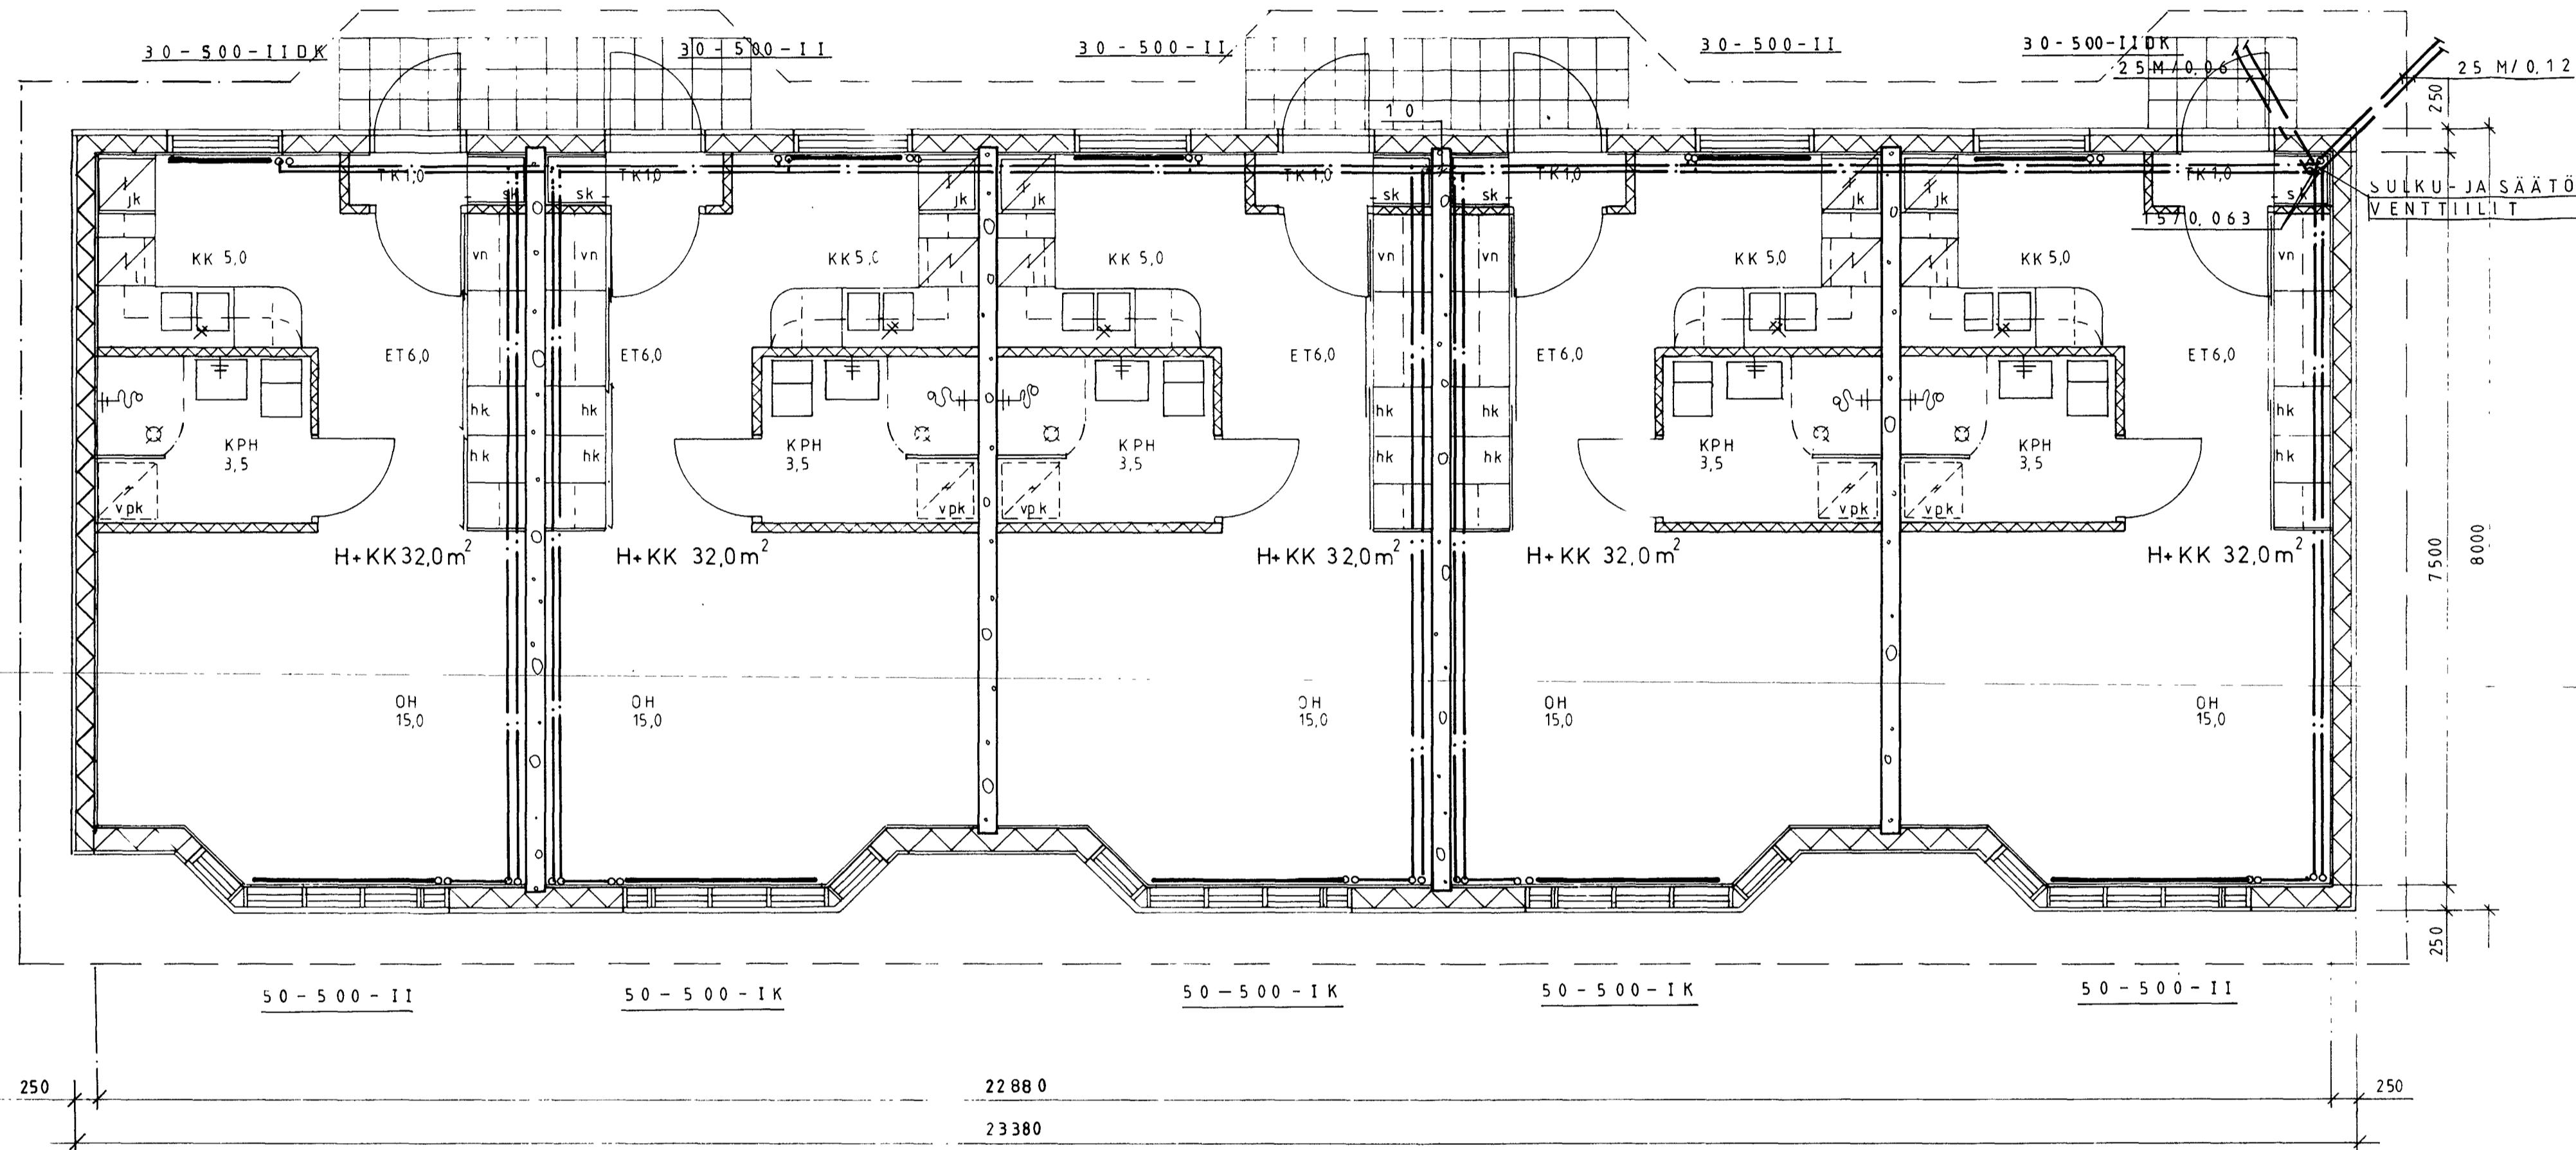 30-500-IIDK
30-500-II
30-500-II
30-500-II
30-500-IIDK
25M/0,06
25 M/0,12
250
10
TK1,0
TK1,0
TK1,0
TK1,0
TK1,0
jk
sk
sk
jk
jk
sk
sk
jk
jk
SULKU-JA SÄÄTÖ
VENTTIILIT
15/0,063
KK 5,0
vn
vn
KK5,0
KK 5,0
vn
vn
KK 5,0
KK 5,0
vn
ET6,0
ET6,0
ET6,0
ET6,0
ET6,0
hk
hk
hk
hk
hk
KPH
3,5
hk
hk
KPH
3,5
KPH
3,5
hk
hk
KPH
3,5
KPH
3,5
hk
vpk
vpk
vpk
vpk
vpk
H+KK 32,0m²
H+KK 32,0m²
H+KK 32,0m²
H+KK 32,0m²
H+KK 32,0m²
7500
8000
OH
15,0
OH
15,0
OH
15,0
OH
15,0
OH
15,0
250
50-500-II
50-500-IK
50-500-IK
50-500-IK
50-500-II
250
22880
250
23380